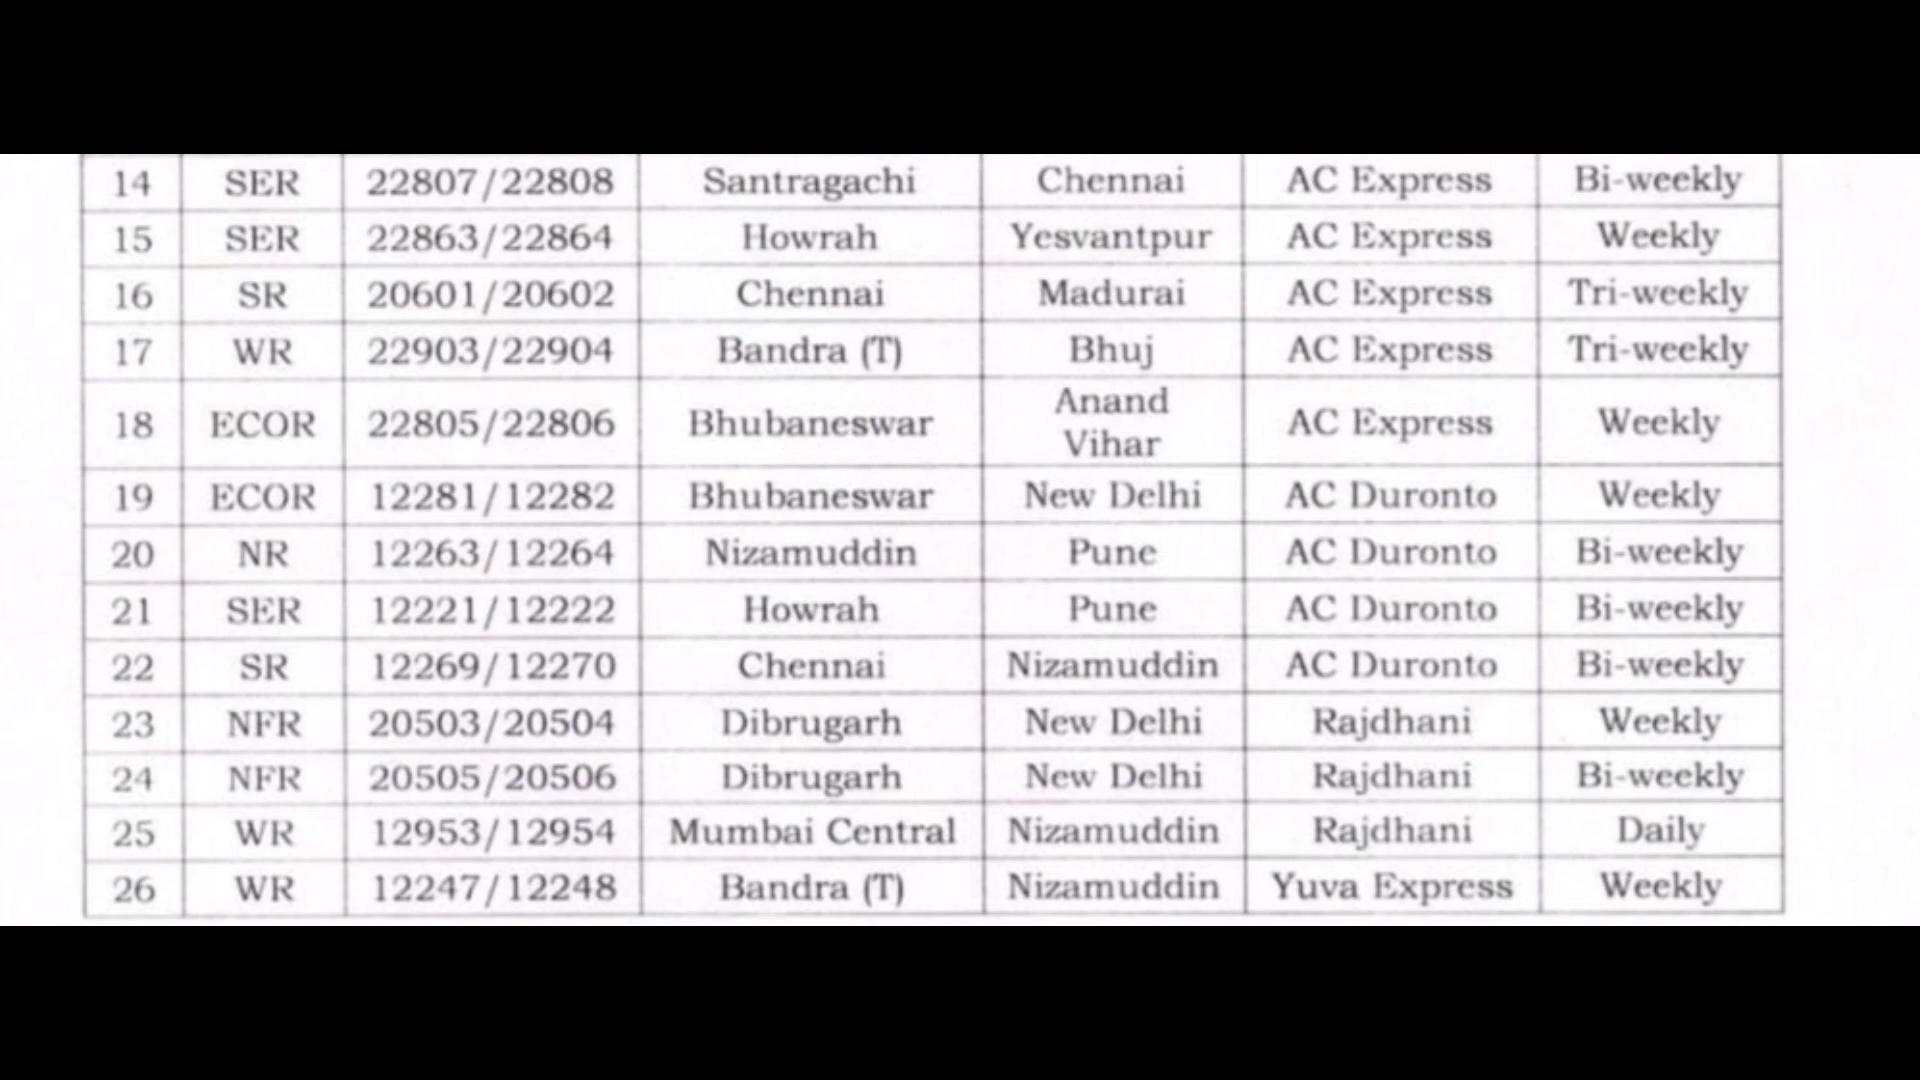 14 SER 22807/22808 Santragachi Chennai AC Express Bi-weekly
15 SER 22863/22864 Howrah Yesvantpur AC Express Weekly
16 SR 20601/20602 Chennai Madurai AC Express Tri-weekly
17 WR 22903/22904 Bandra (T) Bhuj AC Express Tri-weekly
18 ECOR 22805/22806 Bhubaneswar Anand Vihar AC Express Weekly
19 ECOR 12281/12282 Bhubaneswar New Delhi AC Duronto Weekly
20 NR 12263/12264 Nizamuddin Pune AC Duronto Bi-weekly
21 SER 12221/12222 Howrah Pune AC Duronto Bi-weekly
22 SR 12269/12270 Chennai Nizamuddin AC Duronto Bi-weekly
23 NFR 20503/20504 Dibrugarh New Delhi Rajdhani Weekly
24 NFR 20505/20506 Dibrugarh New Delhi Rajdhani Bi-weekly
25 WR 12953/12954 Mumbai Central Nizamuddin Rajdhani Daily
26 WR 12247/12248 Bandra (T) Nizamuddin Yuva Express Weekly